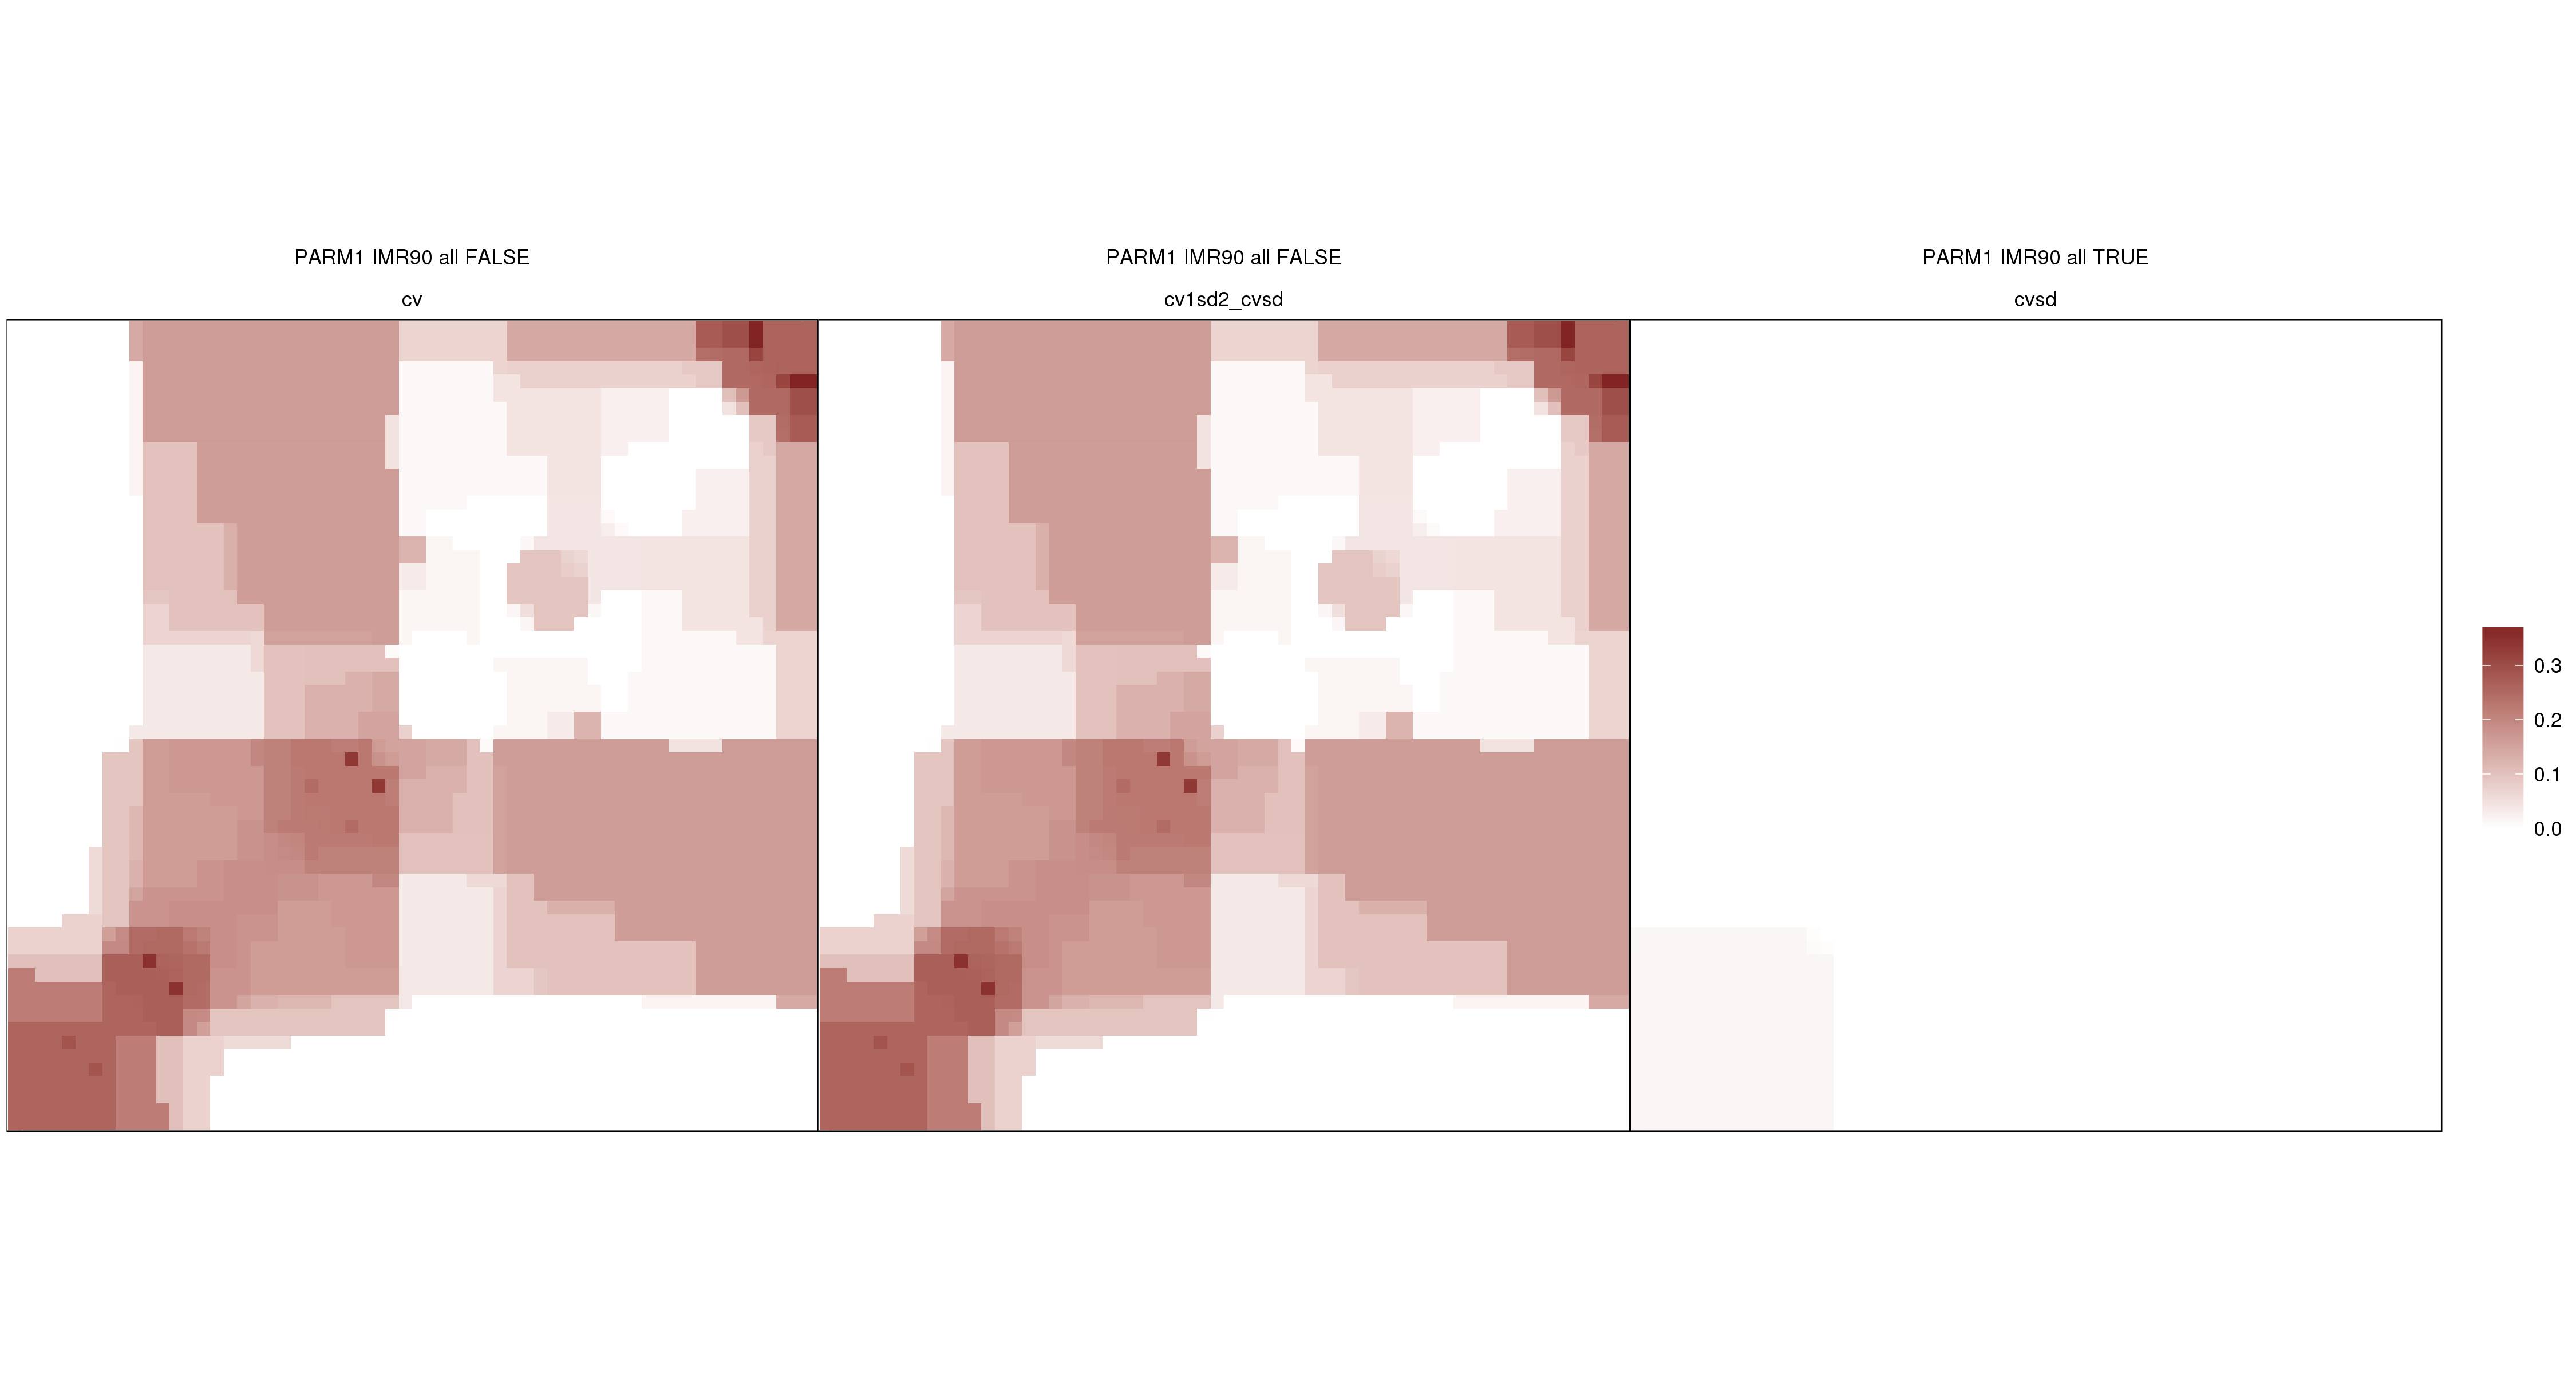 PARM1 IMR90 all FALSE
cv
PARM1 IMR90 all FALSE
cv1sd2_cvsd
PARM1 IMR90 all TRUE
cvsd
0.3
0.2
0.1
0.0